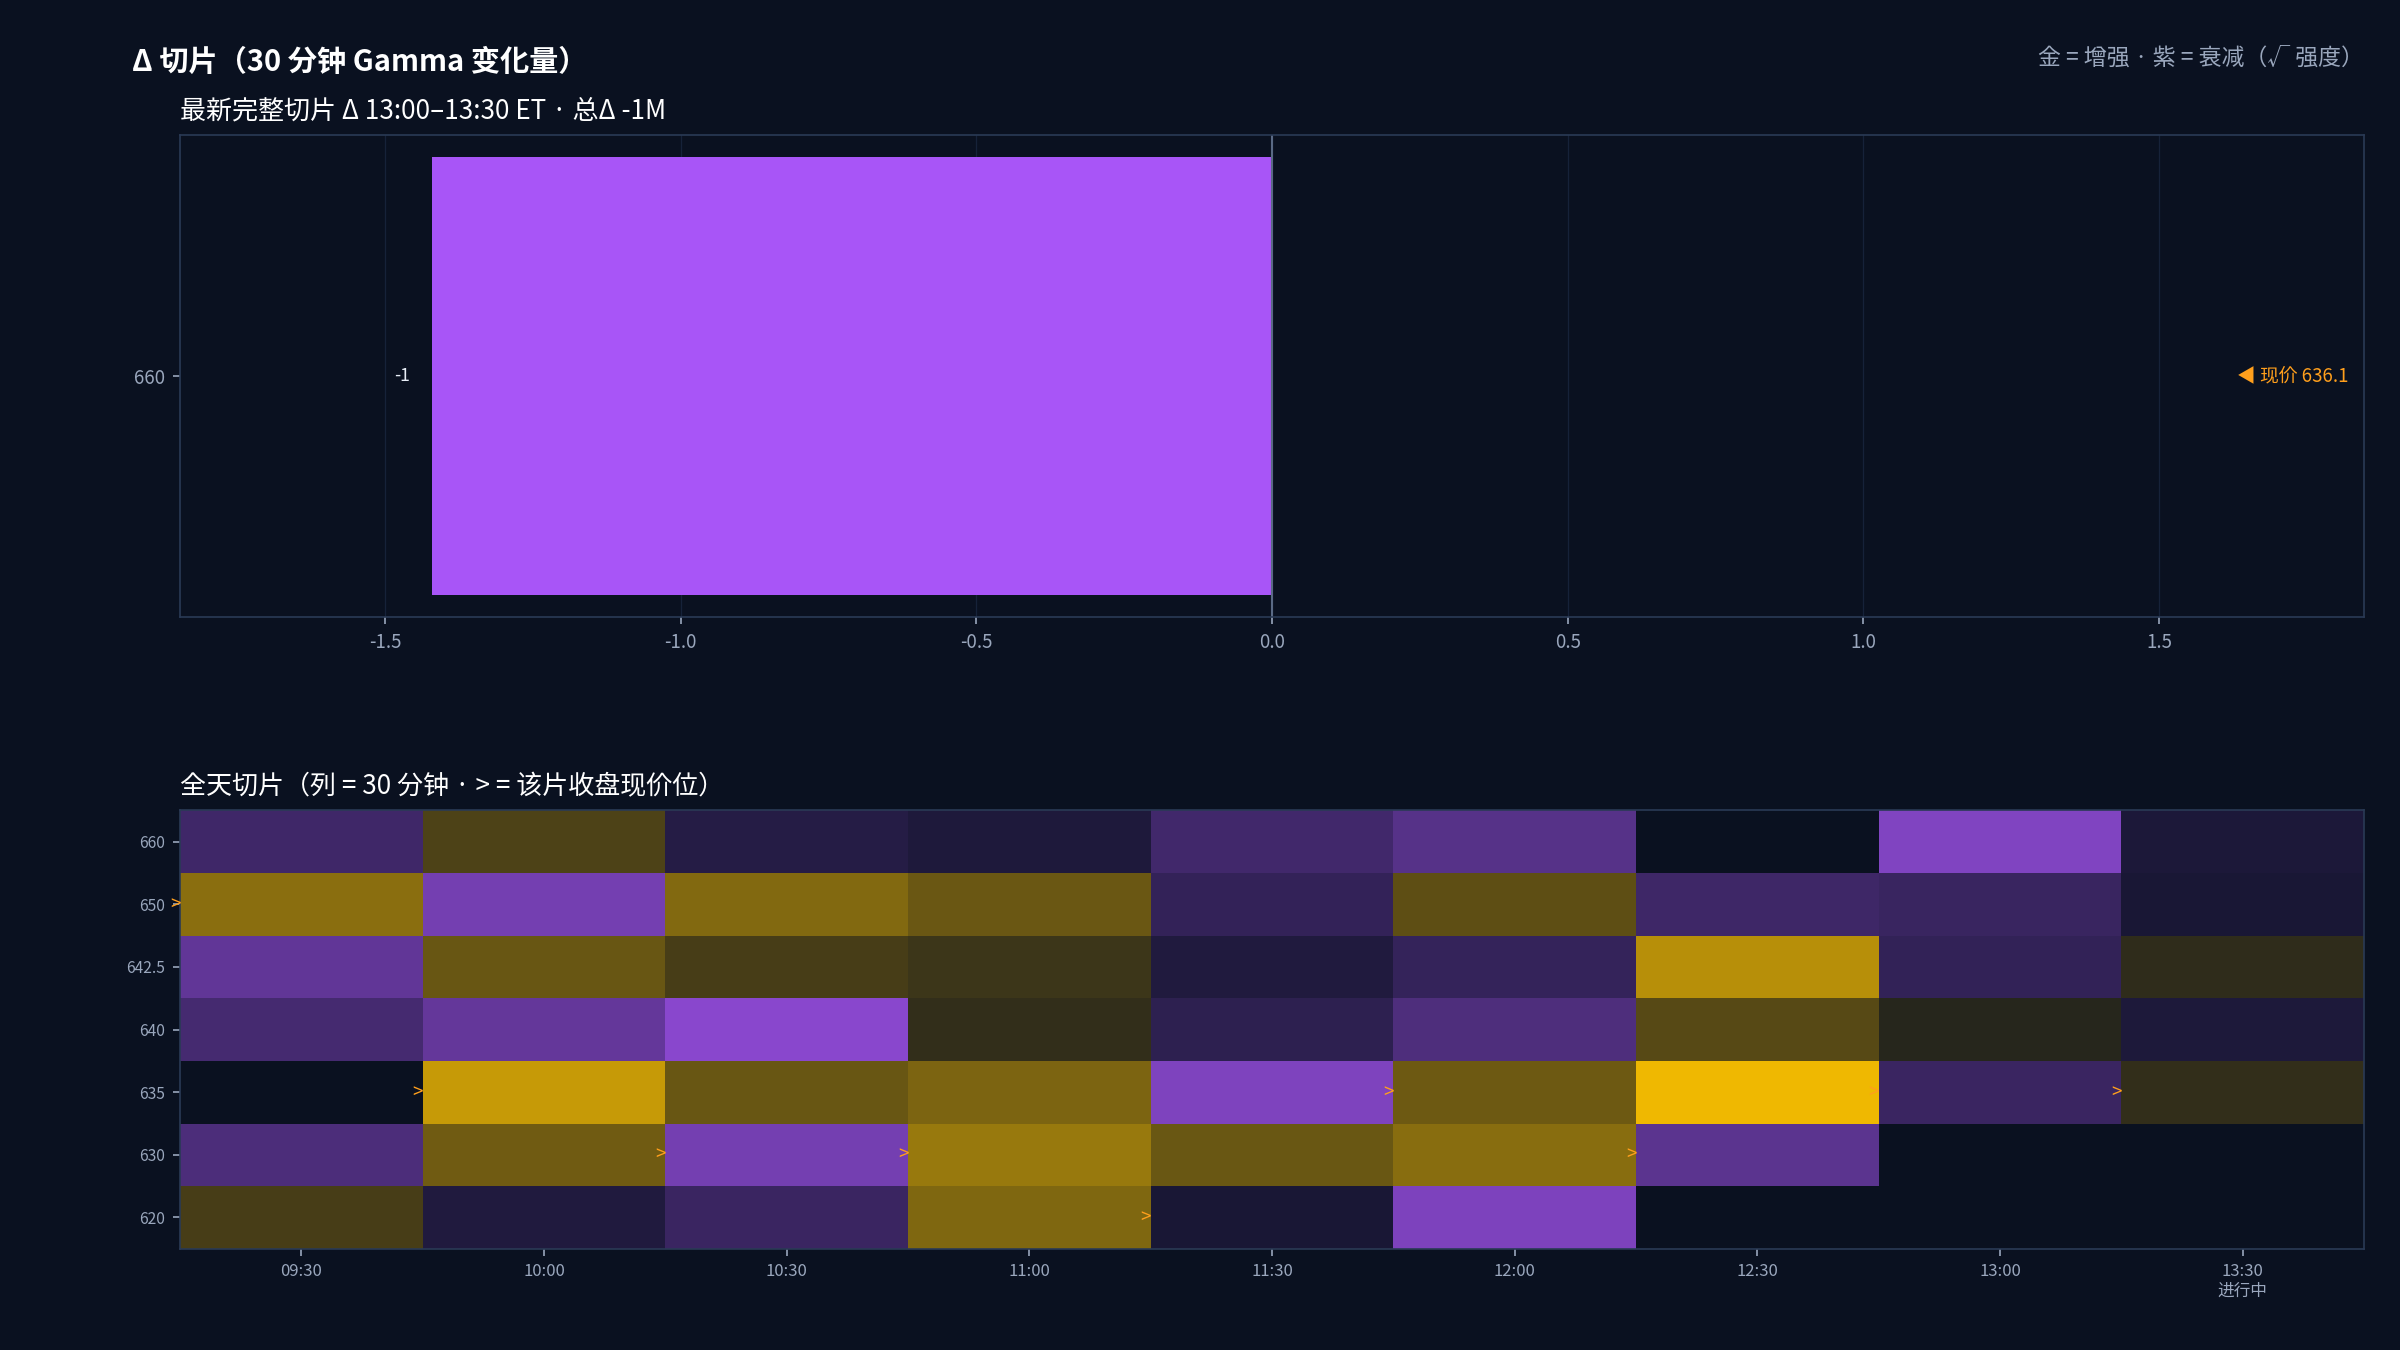 Δ 切片（30 分钟 Gamma 变化量）
金 = 增强 · 紫 = 衰减（√ 强度）
最新完整切片 Δ 13:00–13:30 ET · 总Δ -1M
660
-1
◀ 现价 636.1
-1.5 -1.0 -0.5 0.0 0.5 1.0 1.5
全天切片（列 = 30 分钟 · > = 该片收盘现价位）
660
650 >
642.5
640
635 > > > >
630 > > >
620 >
09:30 10:00 10:30 11:00 11:30 12:00 12:30 13:00 13:30
进行中